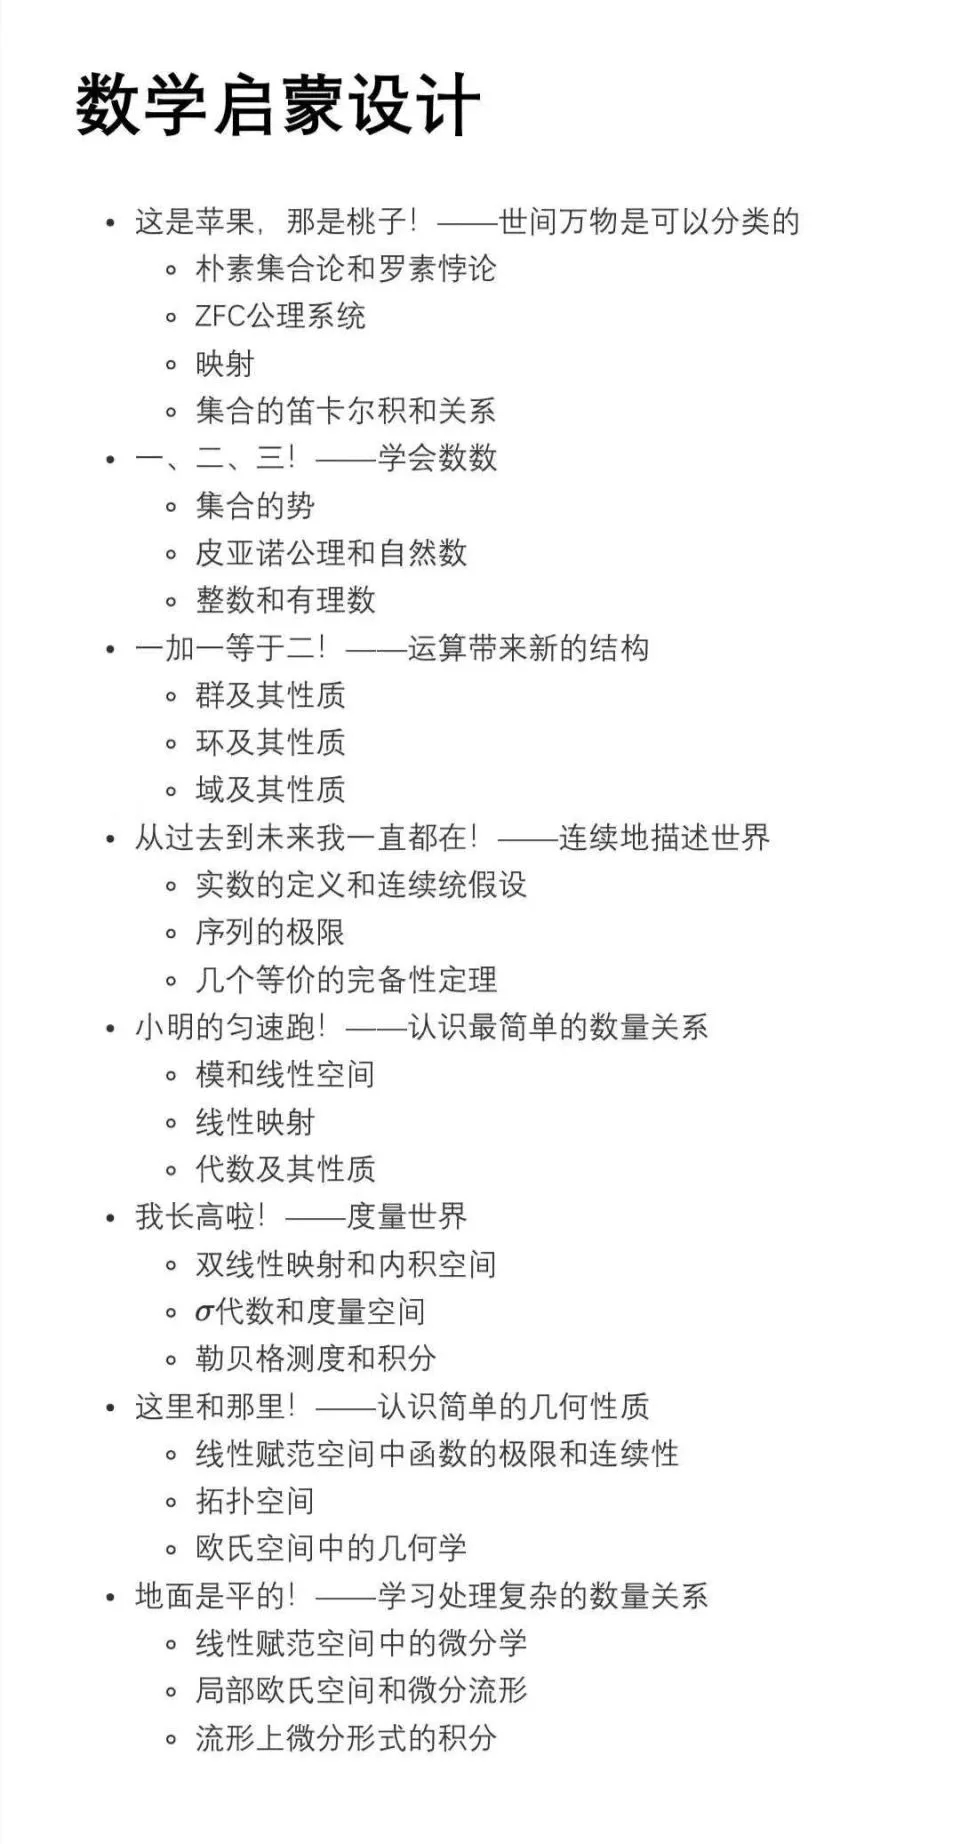 数学启蒙设计
这是苹果，那是桃子！——世间万物是可以分类的
朴素集合论和罗素悖论
ZFC公理系统
映射
集合的笛卡尔积和关系
一、二、三！——学会数数
集合的势
皮亚诺公理和自然数
整数和有理数
一加一等于二！——运算带来新的结构
群及其性质
环及其性质
域及其性质
从过去到未来我一直都在！——连续地描述世界
实数的定义和连续统假设
序列的极限
几个等价的完备性定理
小明的匀速跑！——认识最简单的数量关系
模和线性空间
线性映射
代数及其性质
我长高啦！——度量世界
双线性映射和内积空间
σ代数和度量空间
勒贝格测度和积分
这里和那里！——认识简单的几何性质
线性赋范空间中函数的极限和连续性
拓扑空间
欧氏空间中的几何学
地面是平的！——学习处理复杂的数量关系
线性赋范空间中的微分学
局部欧氏空间和微分流形
流形上微分形式的积分